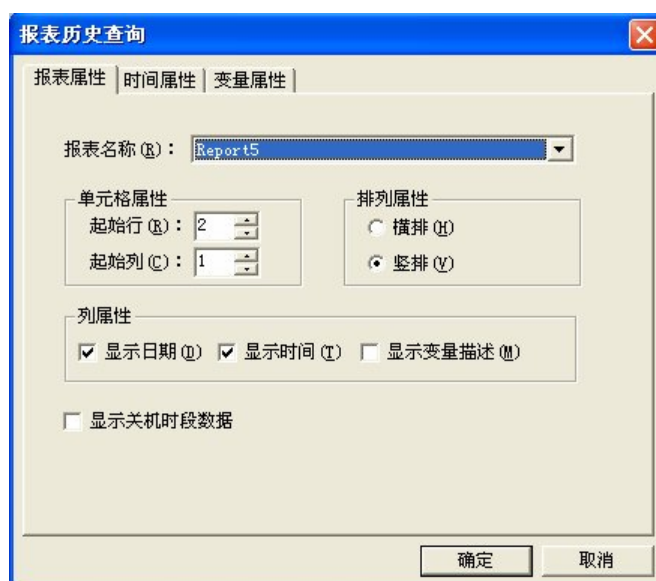 报表历史查询
报表属性 时间属性 变量属性
报表名称(R)： Report5
单元格属性 排列属性
起始行(R)： 2 横排(H)
起始列(C)： 1 竖排(V)
列属性
显示日期(D) 显示时间(T) 显示变量描述(M)
显示关机时段数据
确定 取消